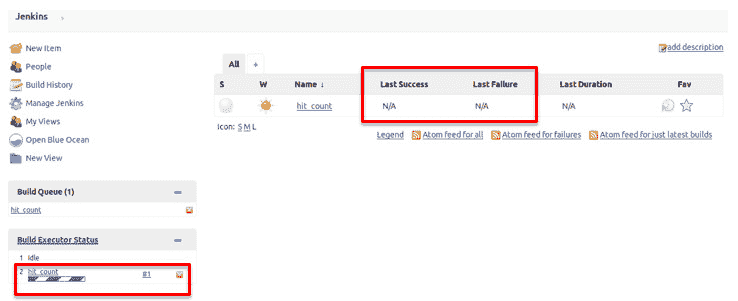 Jenkins
New Item
People
Build History
Manage Jenkins
My Views
Open Blue Ocean
New View
Build Queue (1)
hit_count
Build Executor Status
1 Idle
2 hit_count #1
add description
All +
S W Name ↓ Last Success Last Failure Last Duration Fav
hit_count N/A N/A N/A
Icon: S M L
Legend Atom feed for all Atom feed for failures Atom feed for just latest builds